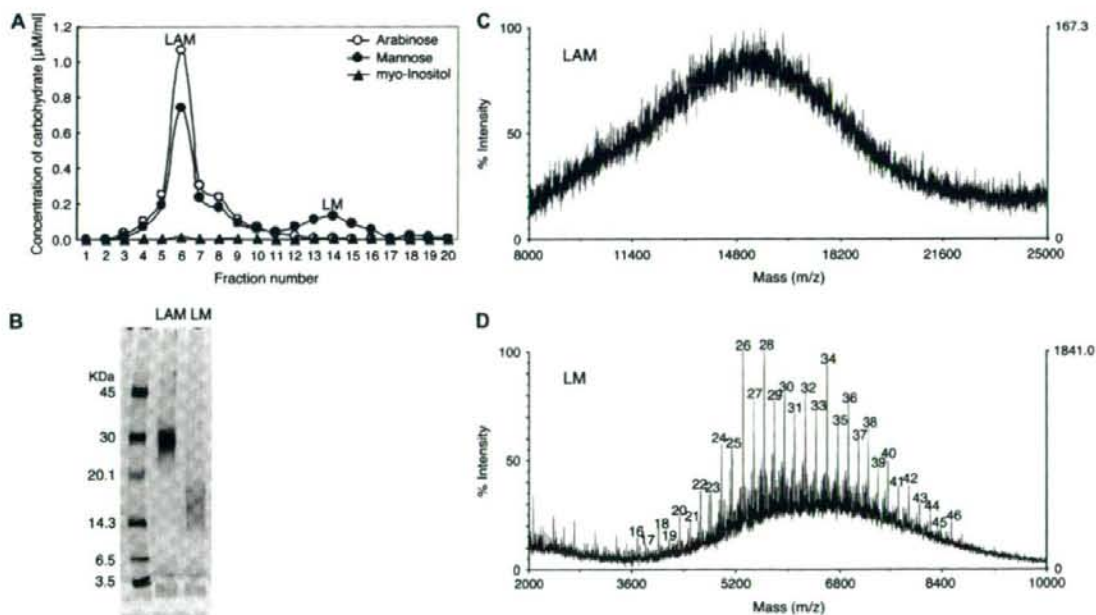 A
Concentration of carbohydrate [µM/ml]
1.2
1.0
0.8
0.6
0.4
0.2
0.0
LAM
LM
Arabinose
Mannose
myo-Inositol
1 2 3 4 5 6 7 8 9 10 11 12 13 14 15 16 17 18 19 20
Fraction number
B
LAM LM
KDa
45
30
20.1
14.3
6.5
3.5
C
LAM
% Intensity
100
50
0
167.3
0
8000 11400 14800 18200 21600 25000
Mass (m/z)
D
LM
% Intensity
100
50
0
1841.0
0
16 17 18 19 20 21 22 23 24 25 26 27 28 29 30 31 32 33 34 35 36 37 38 39 40 41 42 43 44 45 46
2000 3600 5200 6800 8400 10000
Mass (m/z)